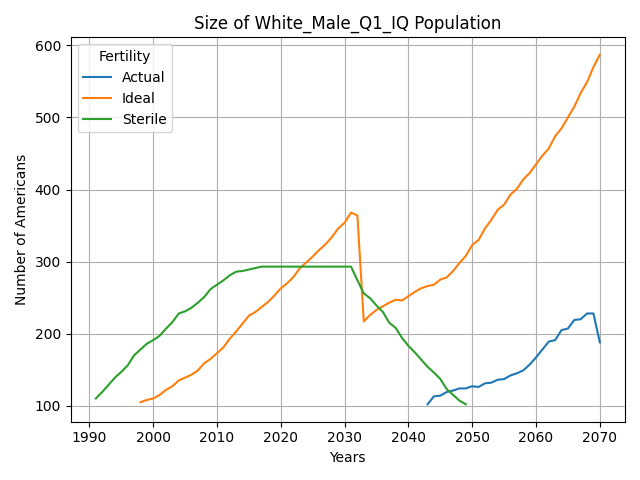 Size of White_Male_Q1_IQ Population
Fertility
Actual
Ideal
Sterile
Number of Americans
600
500
400
300
200
100
1990 2000 2010 2020 2030 2040 2050 2060 2070
Years